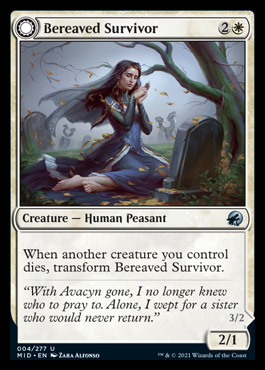 Bereaved Survivor 2
Creature — Human Peasant
When another creature you control
dies, transform Bereaved Survivor.
“With Avacyn gone, I no longer knew
who to pray to. Alone, I wept for a sister
who would never return.”
3/2
2/1
004/277 U
MID • EN ZARA ALFONSO
™ & © 2021 Wizards of the Coast